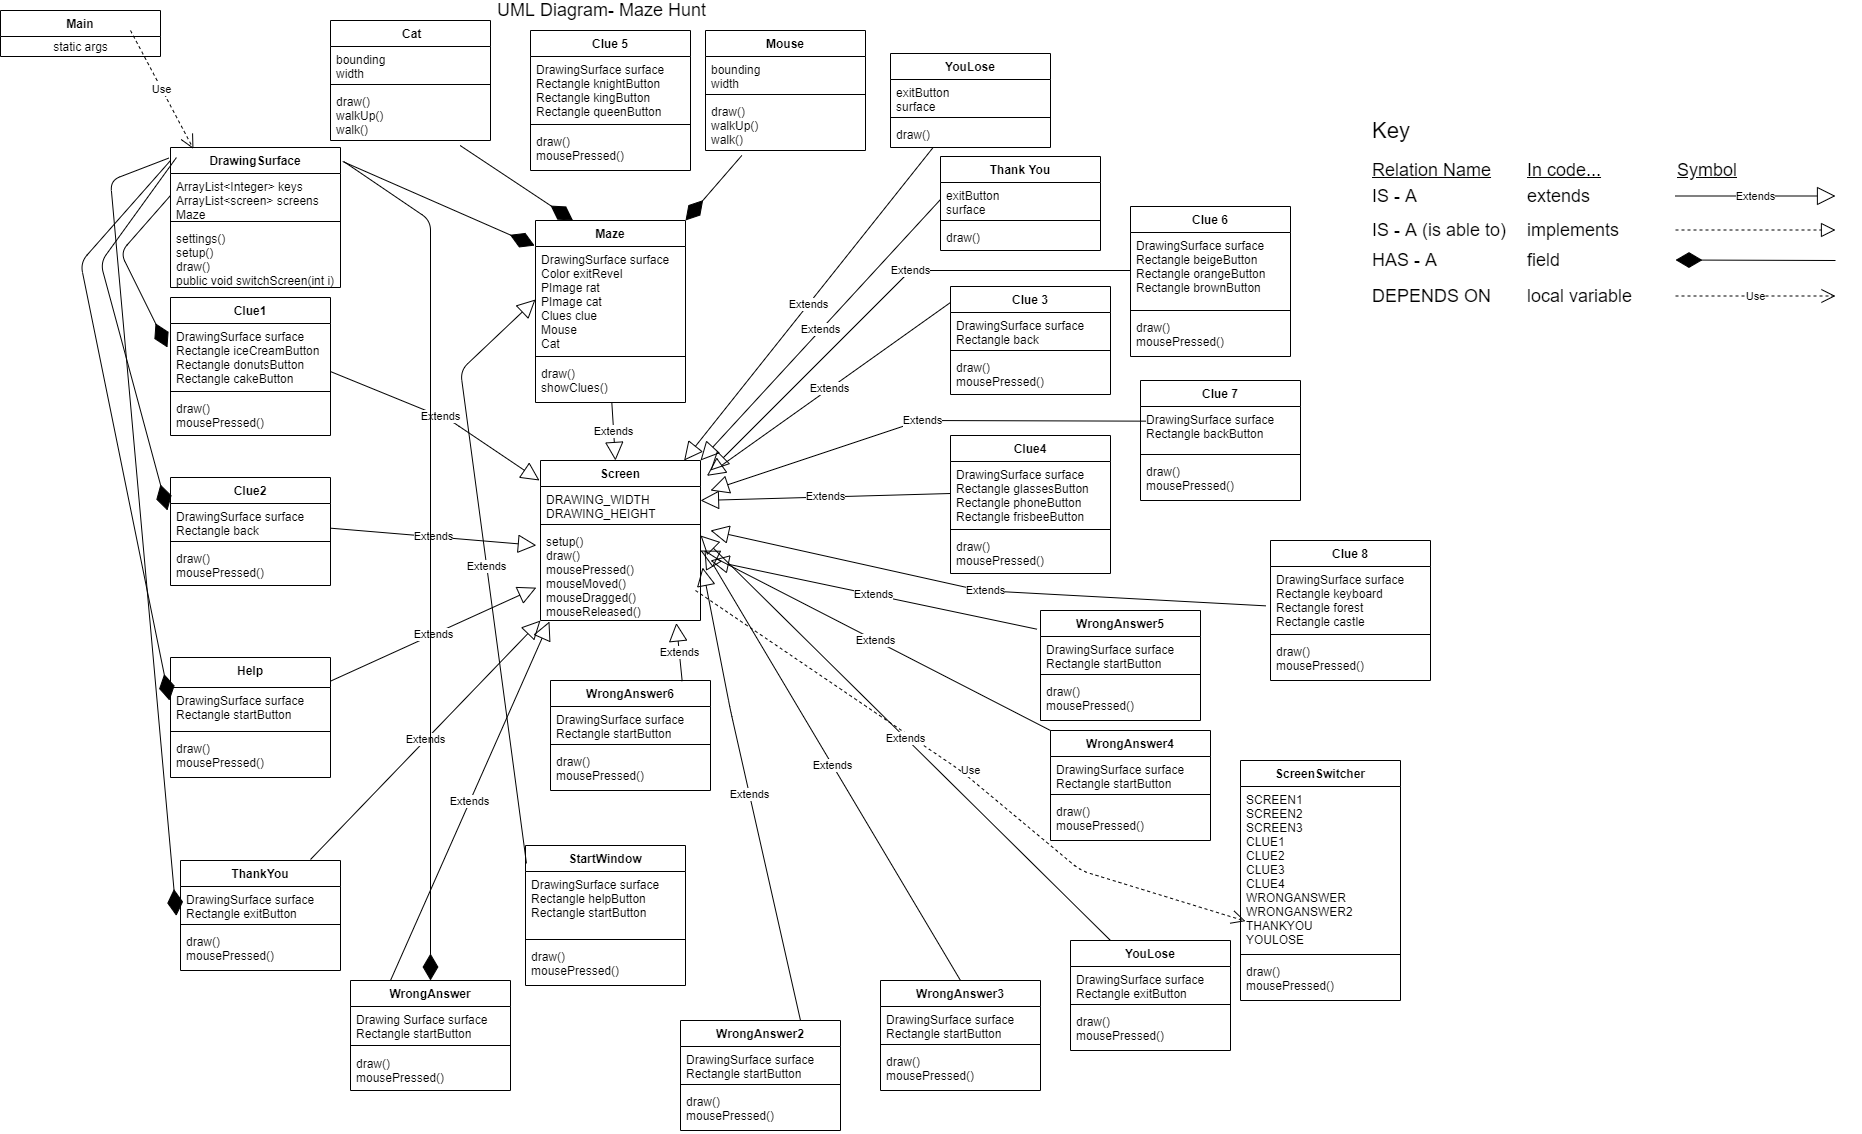 UML Diagram- Maze Hunt
Main
static args
Use
Cat
bounding
width
draw()
walkUp()
walk()
Clue 5
DrawingSurface surface
Rectangle knightButton
Rectangle kingButton
Rectangle queenButton
draw()
mousePressed()
Mouse
bounding
width
draw()
walkUp()
walk()
YouLose
exitButton
surface
draw()
Thank You
exitButton
surface
draw()
Key
Relation Name In code... Symbol
IS - A extends Extends
IS - A (is able to) implements
HAS - A field
DEPENDS ON local variable Use
DrawingSurface
ArrayList<Integer> keys
ArrayList<screen> screens
Maze
settings()
setup()
draw()
public void switchScreen(int i)
Maze
DrawingSurface surface
Color exitRevel
PImage rat
PImage cat
Clues clue
Mouse
Cat
draw()
showClues()
Clue 6
DrawingSurface surface
Rectangle beigeButton
Rectangle orangeButton
Rectangle brownButton
draw()
mousePressed()
Extends
Extends
Extends
Extends
Clue 3
DrawingSurface surface
Rectangle back
draw()
mousePressed()
Clue1
DrawingSurface surface
Rectangle iceCreamButton
Rectangle donutsButton
Rectangle cakeButton
draw()
mousePressed()
Extends
Extends
Extends
Clue 7
DrawingSurface surface
Rectangle backButton
draw()
mousePressed()
Clue4
DrawingSurface surface
Rectangle glassesButton
Rectangle phoneButton
Rectangle frisbeeButton
draw()
mousePressed()
Extends
Screen
DRAWING_WIDTH
DRAWING_HEIGHT
setup()
draw()
mousePressed()
mouseMoved()
mouseDragged()
mouseReleased()
Clue2
DrawingSurface surface
Rectangle back
draw()
mousePressed()
Extends
Extends
Extends
Extends
Extends
Clue 8
DrawingSurface surface
Rectangle keyboard
Rectangle forest
Rectangle castle
draw()
mousePressed()
WrongAnswer5
DrawingSurface surface
Rectangle startButton
draw()
mousePressed()
Help
DrawingSurface surface
Rectangle startButton
draw()
mousePressed()
Extends
Extends
WrongAnswer6
DrawingSurface surface
Rectangle startButton
draw()
mousePressed()
WrongAnswer4
DrawingSurface surface
Rectangle startButton
draw()
mousePressed()
Extends
Extends
Extends
Use
Extends
Extends
ScreenSwitcher
SCREEN1
SCREEN2
SCREEN3
CLUE1
CLUE2
CLUE3
CLUE4
WRONGANSWER
WRONGANSWER2
THANKYOU
YOULOSE
draw()
mousePressed()
ThankYou
DrawingSurface surface
Rectangle exitButton
draw()
mousePressed()
StartWindow
DrawingSurface surface
Rectangle helpButton
Rectangle startButton
draw()
mousePressed()
YouLose
DrawingSurface surface
Rectangle exitButton
draw()
mousePressed()
WrongAnswer
Drawing Surface surface
Rectangle startButton
draw()
mousePressed()
WrongAnswer3
DrawingSurface surface
Rectangle startButton
draw()
mousePressed()
WrongAnswer2
DrawingSurface surface
Rectangle startButton
draw()
mousePressed()